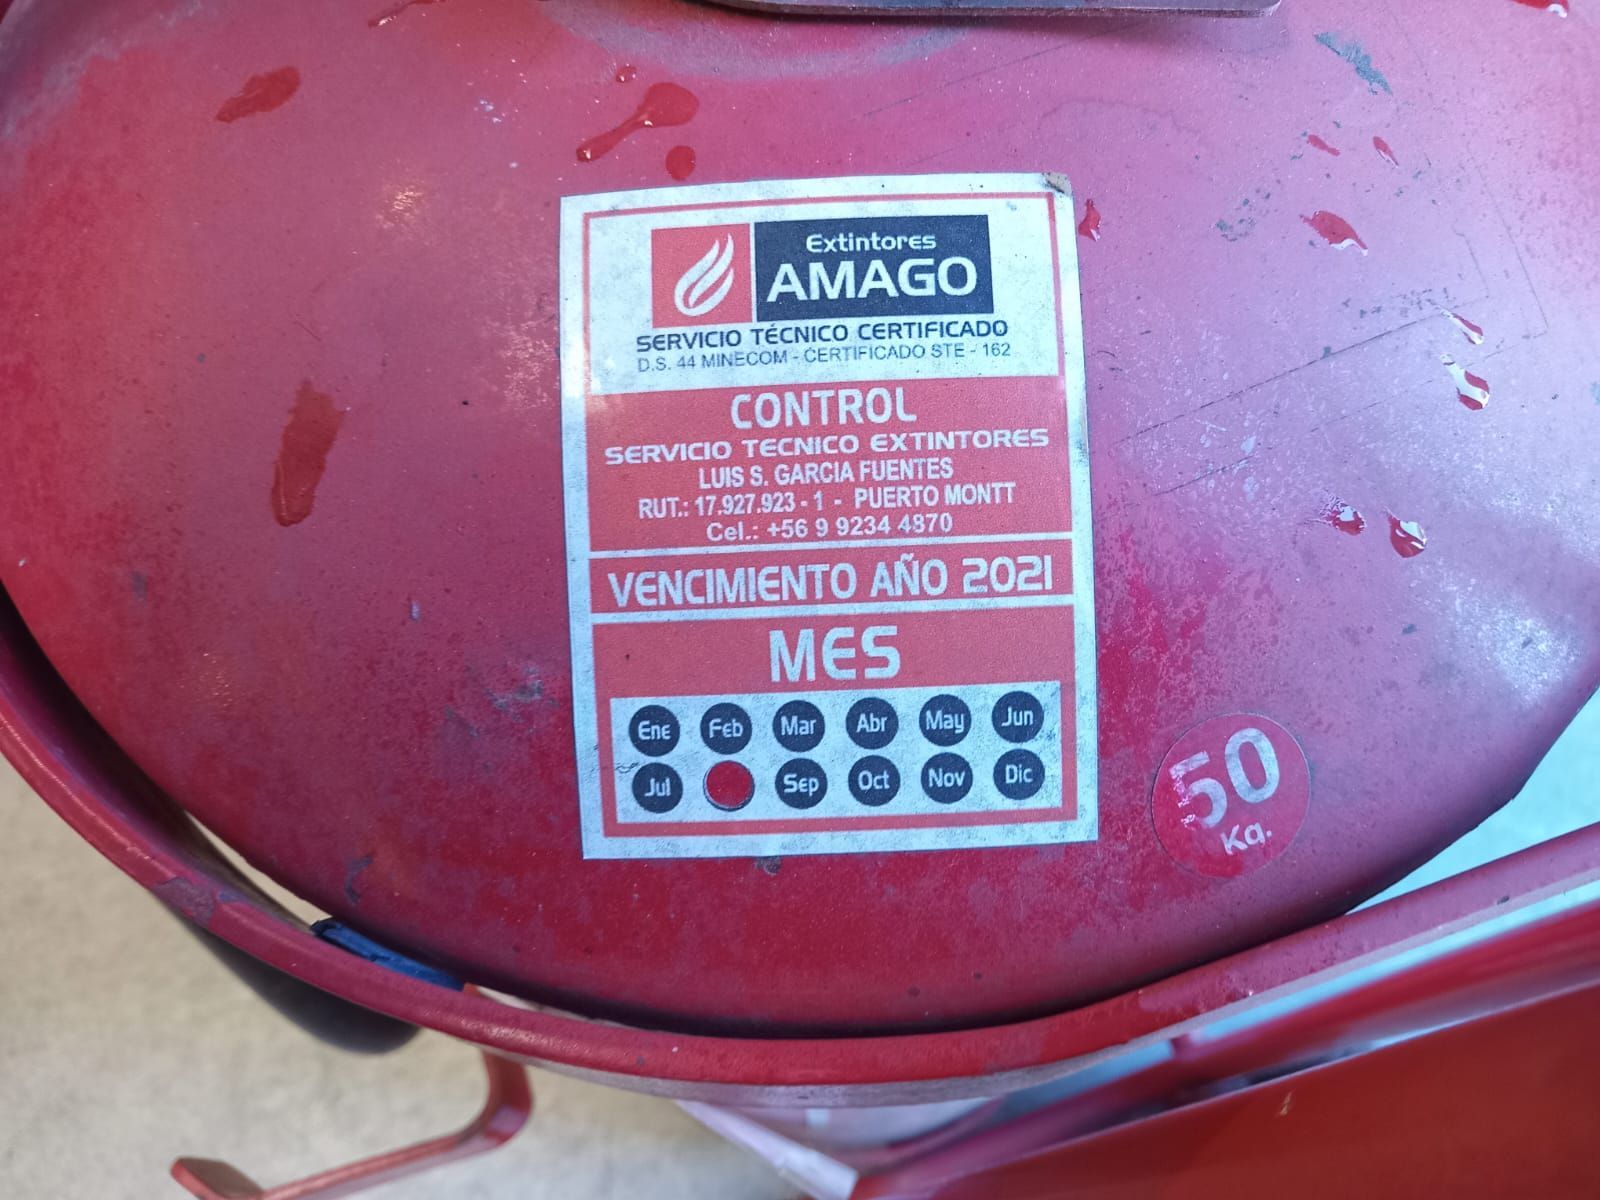 Extintores
AMAGO
SERVICIO TÉCNICO CERTIFICADO
D.S. 44 MINECOM - CERTIFICADO STE - 162
CONTROL
SERVICIO TECNICO EXTINTORES
LUIS S. GARCIA FUENTES
RUT.: 17.927.923 - 1 - PUERTO MONTT
Cel.: +56 9 9234 4870
VENCIMIENTO AÑO 2021
MES
Ene Feb Mar Abr May Jun
Jul Sep Oct Nov Dic
50
Kg.